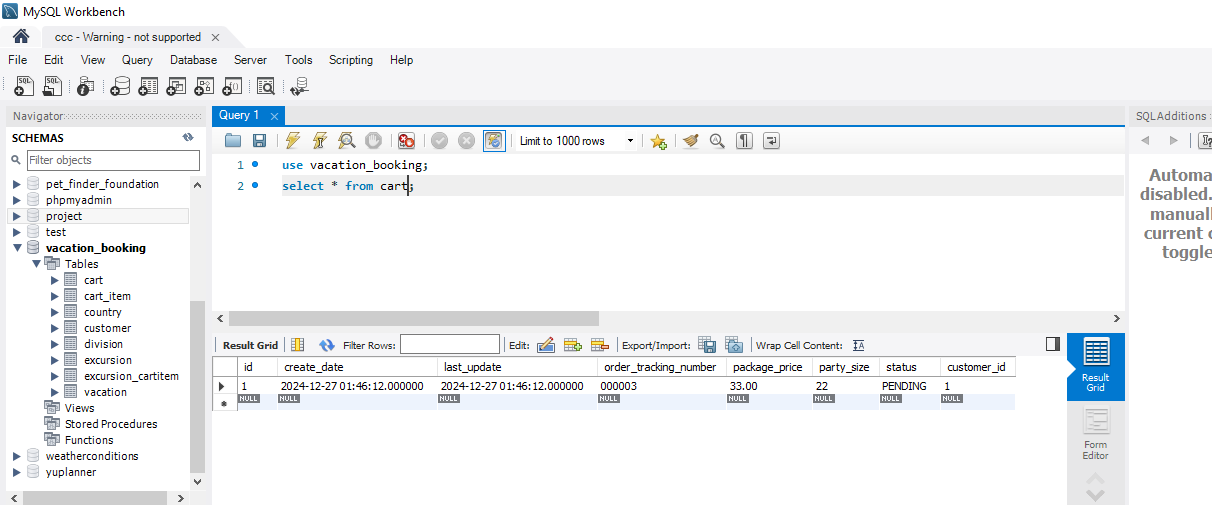 MySQL Workbench
ccc - Warning - not supported
File Edit View Query Database Server Tools Scripting Help
Navigator
SCHEMAS
Filter objects
pet_finder_foundation
phpmyadmin
project
test
vacation_booking
Tables
cart
cart_item
country
customer
division
excursion
excursion_cartitem
vacation
Views
Stored Procedures
Functions
weatherconditions
yuplanner
Query 1
Limit to 1000 rows
1 use vacation_booking;
2 select * from cart;
Result Grid Filter Rows: Edit: Export/Import: Wrap Cell Content:
id create_date last_update order_tracking_number package_price party_size status customer_id
1 2024-12-27 01:46:12.000000 2024-12-27 01:46:12.000000 000003 33.00 22 PENDING 1
NULL NULL NULL NULL NULL NULL NULL NULL
Result
Grid
Form
Editor
SQLAdditions
Automa
disabled.
manuall
current c
toggle